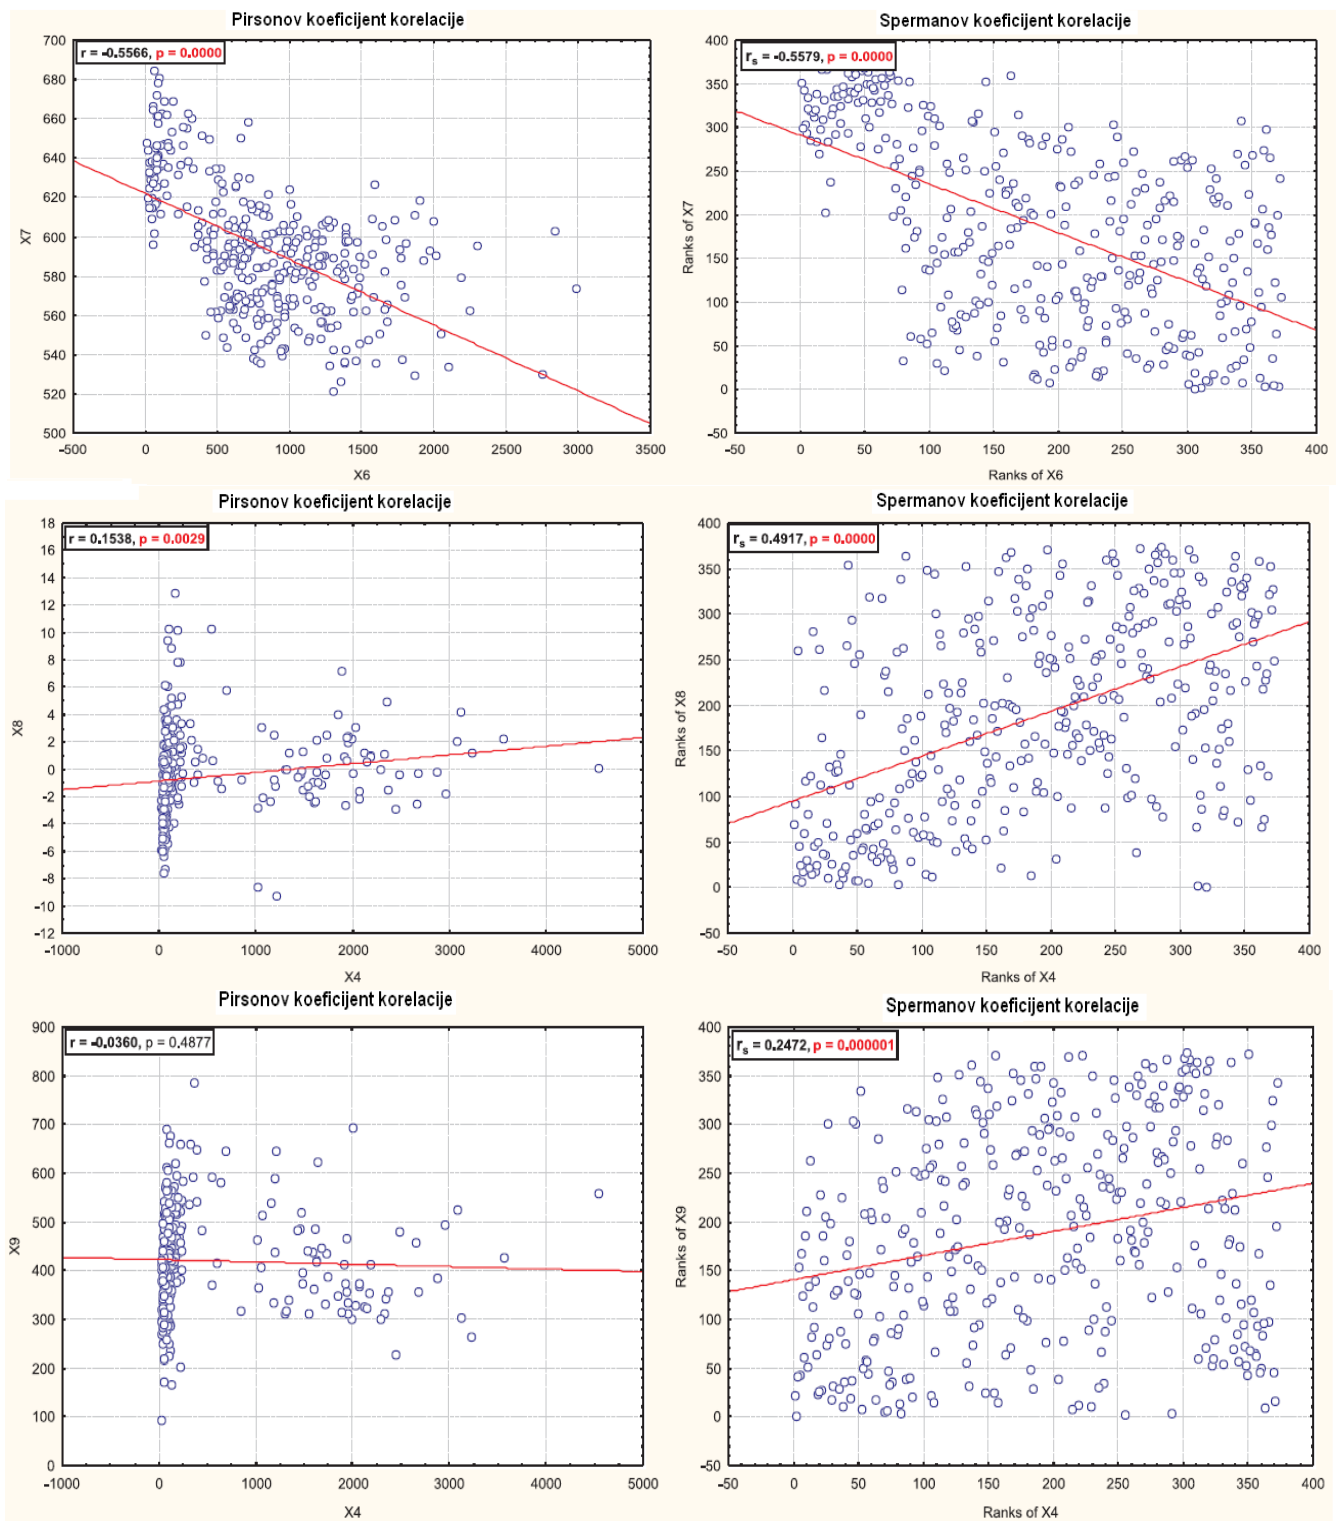 Pirsonov koeficijent korelacije
r = -0.5566, p = 0.0000
700
680
660
640
620
600
580
560
540
520
500
X7
-500 0 500 1000 1500 2000 2500 3000 3500
X6
Spermanov koeficijent korelacije
rs = -0.5579, p = 0.0000
400
350
300
250
200
150
100
50
0
-50
Ranks of X7
-50 0 50 100 150 200 250 300 350 400
Ranks of X6
Pirsonov koeficijent korelacije
r = 0.1538, p = 0.0029
18
16
14
12
10
8
6
4
2
0
-2
-4
-6
-8
-10
-12
X8
-1000 0 1000 2000 3000 4000 5000
X4
Spermanov koeficijent korelacije
rs = 0.4917, p = 0.0000
400
350
300
250
200
150
100
50
0
-50
Ranks of X8
-50 0 50 100 150 200 250 300 350 400
Ranks of X4
Pirsonov koeficijent korelacije
r = -0.0360, p = 0.4877
900
800
700
600
500
400
300
200
100
0
X9
-1000 0 1000 2000 3000 4000 5000
X4
Spermanov koeficijent korelacije
rs = 0.2472, p = 0.000001
400
350
300
250
200
150
100
50
0
-50
Ranks of X9
-50 0 50 100 150 200 250 300 350 400
Ranks of X4